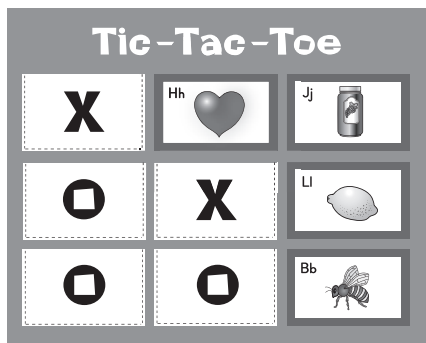 Tic-Tac-Toe
X Hh Jj
O X Ll
O O Bb